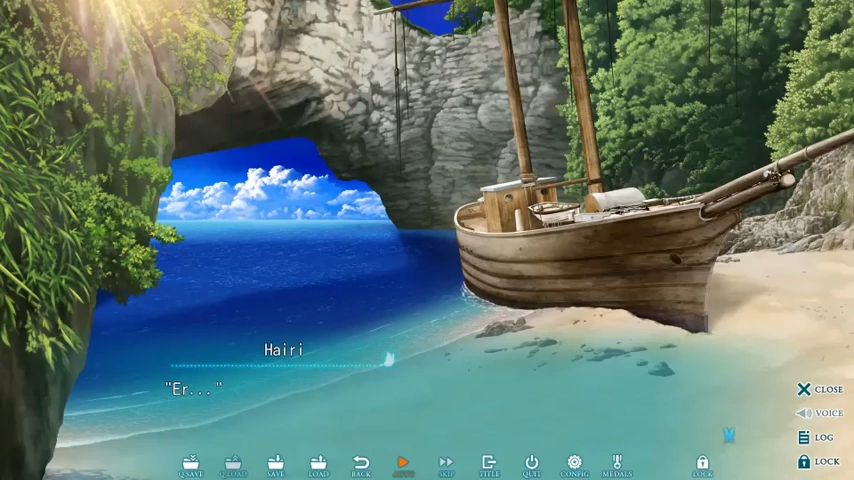 Hairi
"Er..."
CLOSE
VOICE
LOG
Q.SAVE
Q.LOAD
SAVE
LOAD
BACK
AUTO
SKIP
TITLE
QUIT
CONFIG
MEDALS
LOCK
LOCK